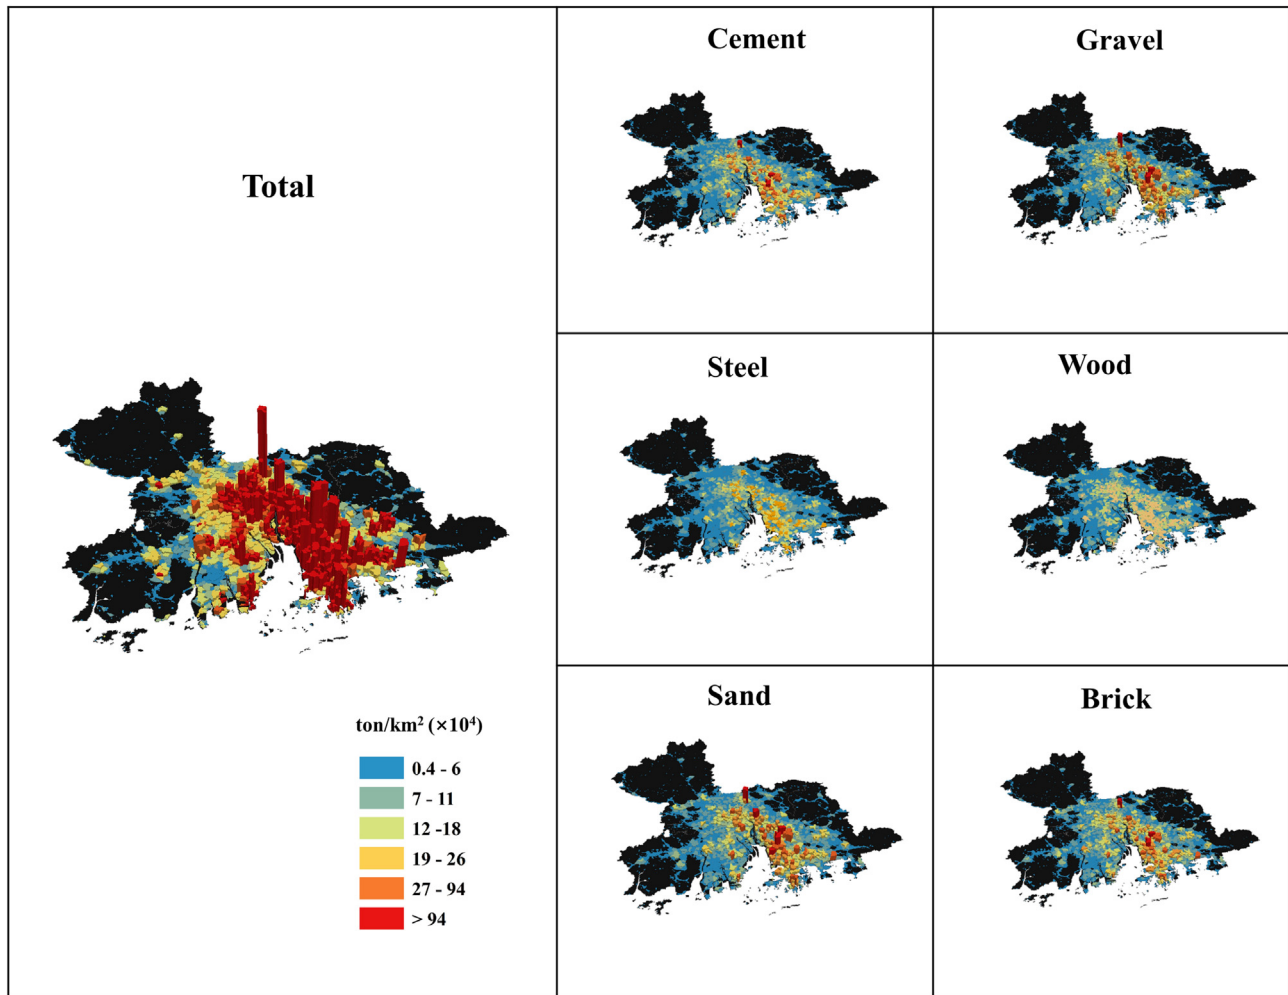 Total
Cement
Gravel
Steel
Wood
Sand
Brick
ton/km² (×10⁴)
0.4 - 6
7 - 11
12 -18
19 - 26
27 - 94
> 94